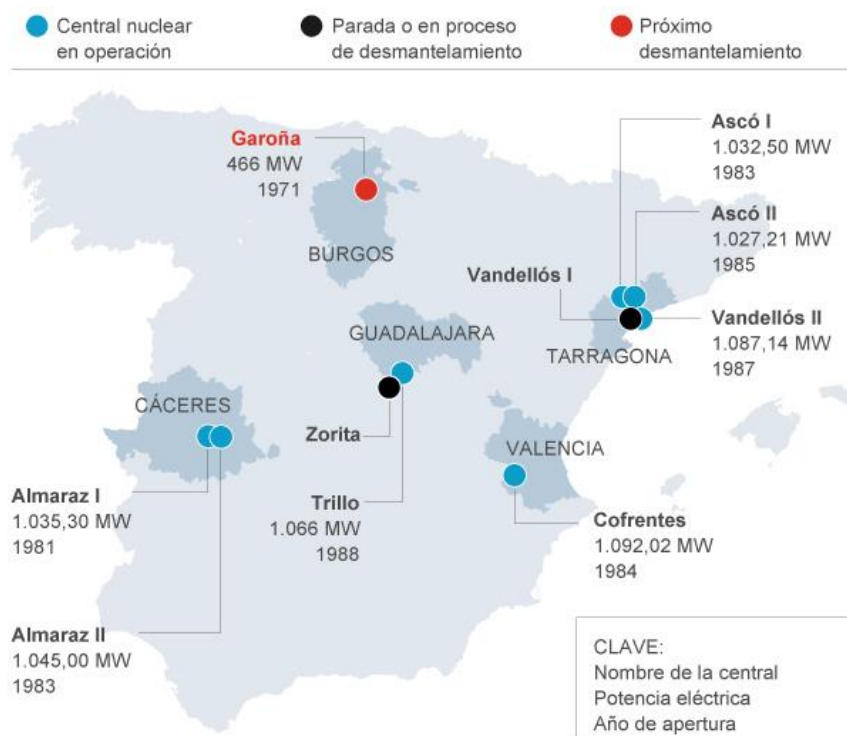 Central nuclear
en operación
Parada o en proceso
de desmantelamiento
Próximo
desmantelamiento
Garoña
466 MW
1971
BURGOS
Ascó I
1.032,50 MW
1983
Ascó II
1.027,21 MW
1985
Vandellós I
Vandellós II
1.087,14 MW
1987
TARRAGONA
GUADALAJARA
CÁCERES
Zorita
VALENCIA
Almaraz I
1.035,30 MW
1981
Trillo
1.066 MW
1988
Cofrentes
1.092,02 MW
1984
Almaraz II
1.045,00 MW
1983
CLAVE:
Nombre de la central
Potencia eléctrica
Año de apertura